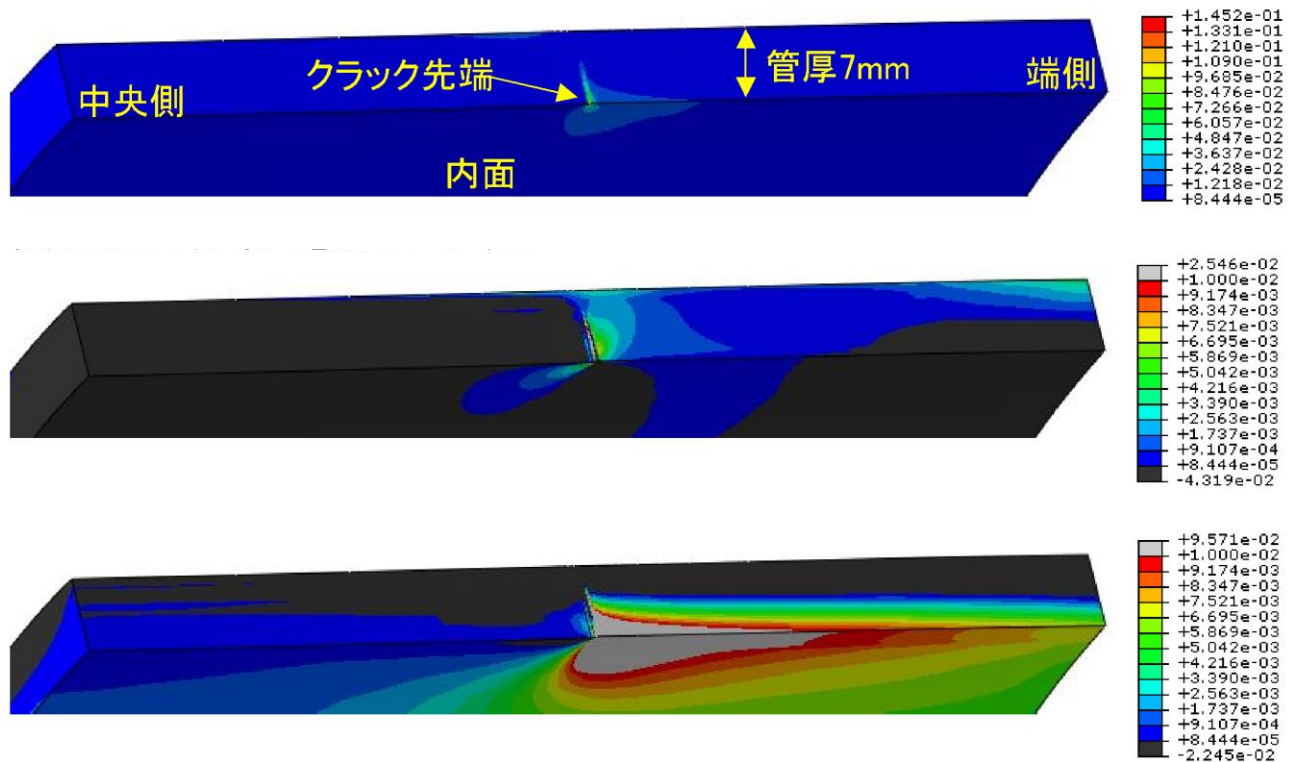 クラック先端
管厚7mm
端側
中央側
内面
+1.452e-01
+1.331e-01
+1.210e-01
+1.090e-01
+9.685e-02
+8.476e-02
+7.266e-02
+6.057e-02
+4.847e-02
+3.637e-02
+2.428e-02
+1.218e-02
+8.444e-05
+2.546e-02
+1.000e-02
+9.174e-03
+8.347e-03
+7.521e-03
+6.695e-03
+5.869e-03
+5.042e-03
+4.216e-03
+3.390e-03
+2.563e-03
+1.737e-03
+9.107e-04
+8.444e-05
-4.319e-02
+9.571e-02
+1.000e-02
+9.174e-03
+8.347e-03
+7.521e-03
+6.695e-03
+5.869e-03
+5.042e-03
+4.216e-03
+3.390e-03
+2.563e-03
+1.737e-03
+9.107e-04
+8.444e-05
-2.245e-02